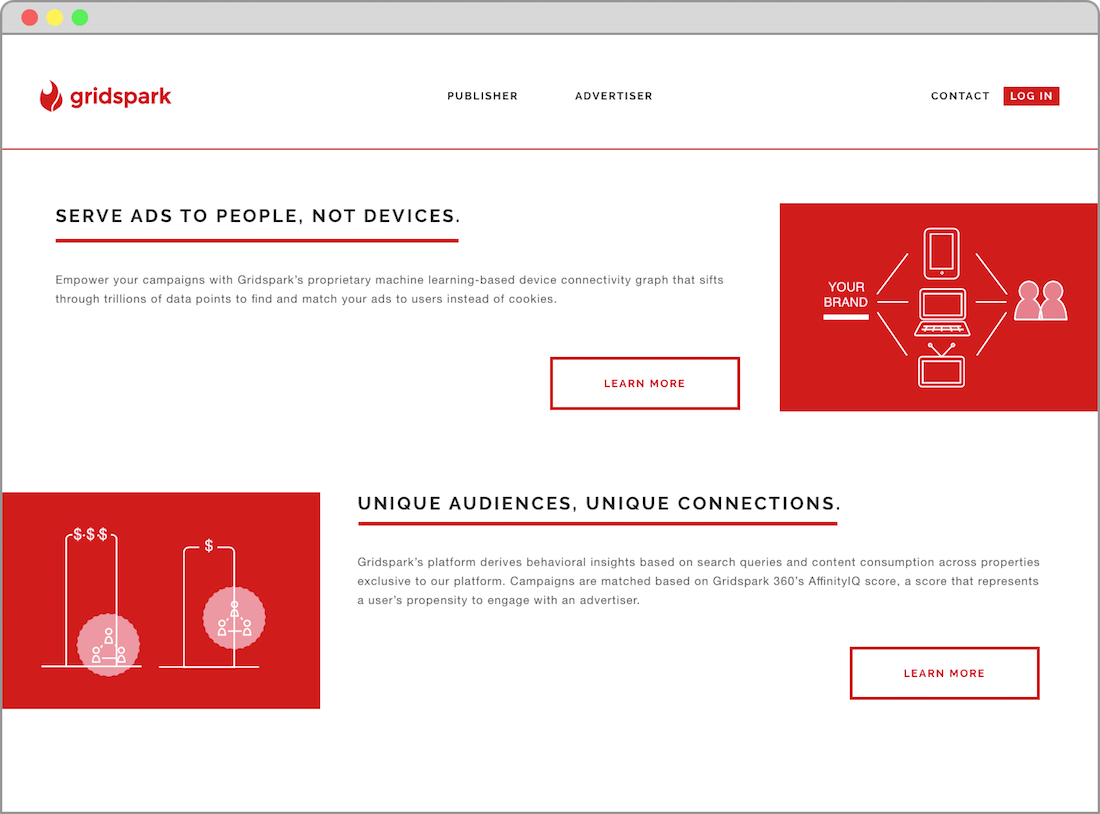 gridspark
PUBLISHER
ADVERTISER
CONTACT
LOG IN
SERVE ADS TO PEOPLE, NOT DEVICES.
Empower your campaigns with Gridspark's proprietary machine learning-based device connectivity graph that sifts
through trillions of data points to find and match your ads to users instead of cookies.
LEARN MORE
YOUR
BRAND
$·$·$
$
UNIQUE AUDIENCES, UNIQUE CONNECTIONS.
Gridspark's platform derives behavioral insights based on search queries and content consumption across properties
exclusive to our platform. Campaigns are matched based on Gridspark 360's AffinityIQ score, a score that represents
a user's propensity to engage with an advertiser.
LEARN MORE